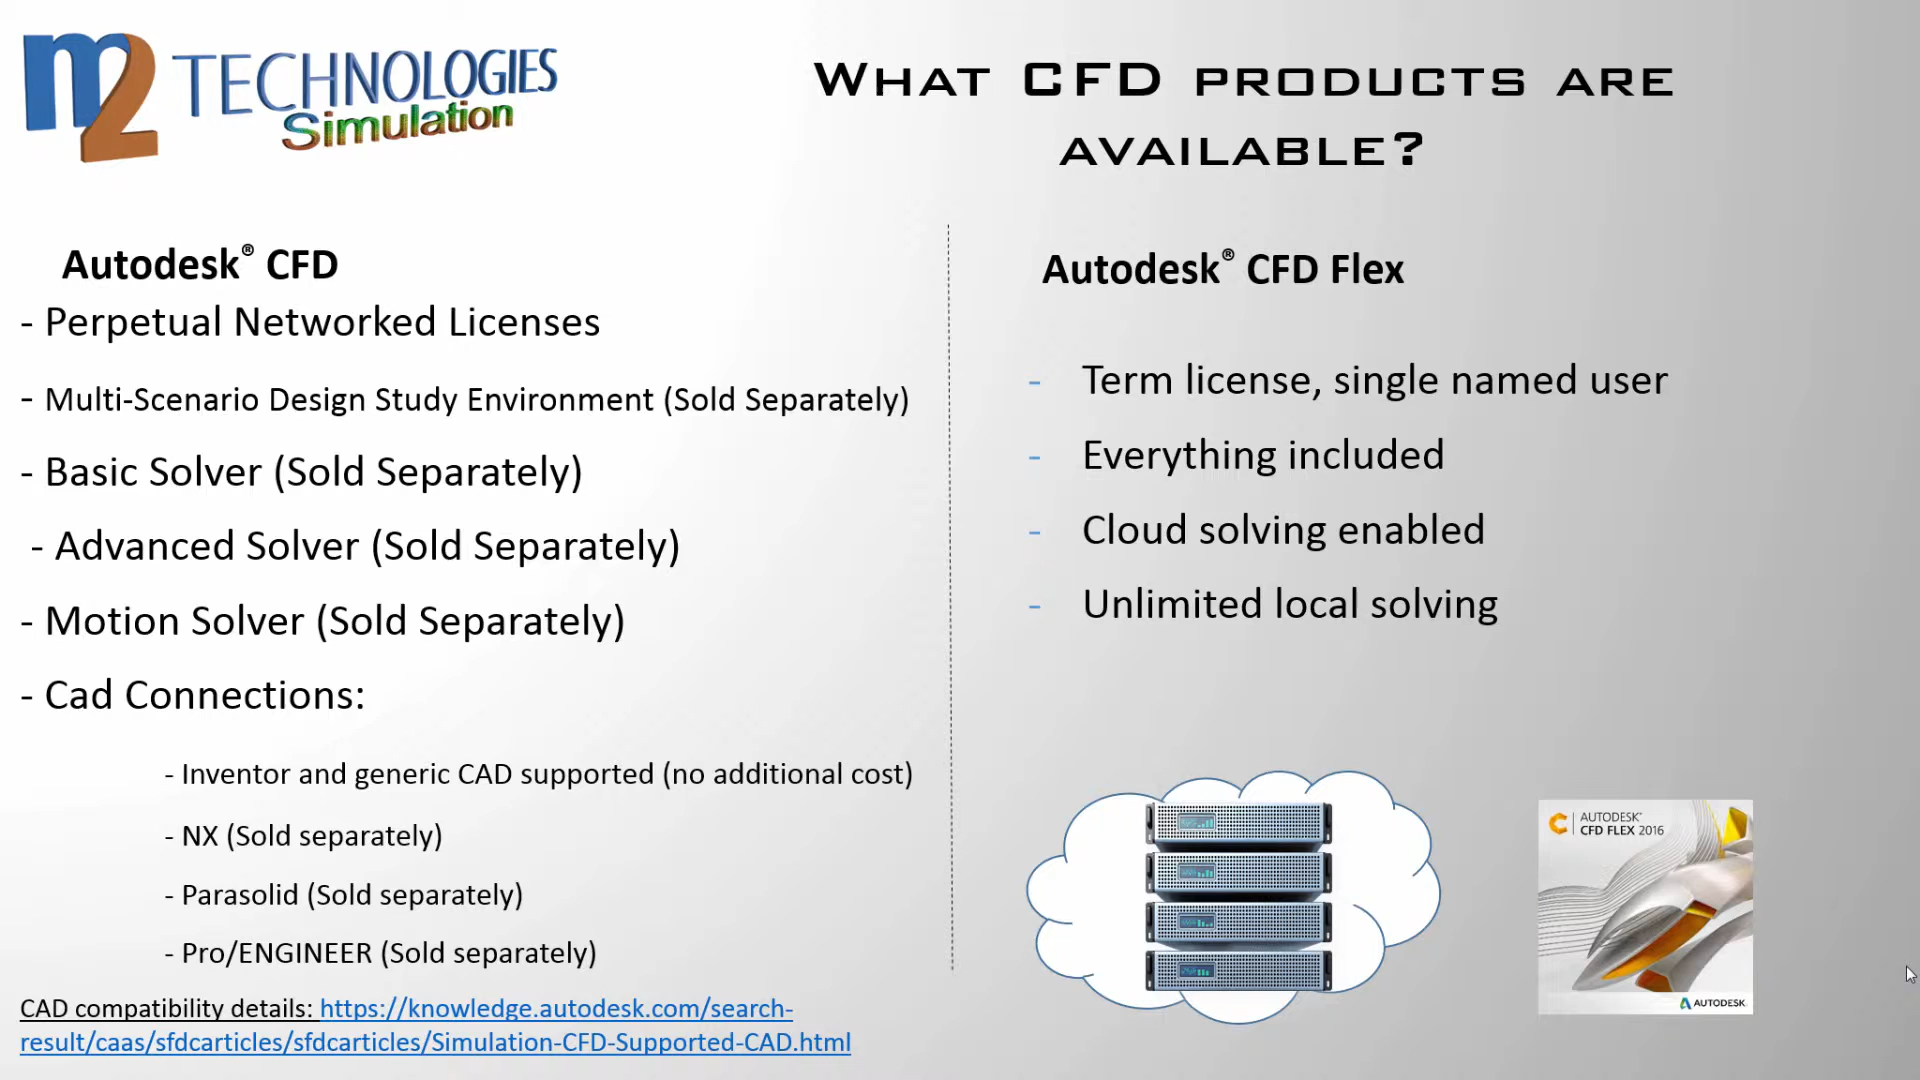 m2 TECHNOLOGIES
Simulation
WHAT CFD PRODUCTS ARE
AVAILABLE?
Autodesk® CFD
- Perpetual Networked Licenses
- Multi-Scenario Design Study Environment (Sold Separately)
- Basic Solver (Sold Separately)
- Advanced Solver (Sold Separately)
- Motion Solver (Sold Separately)
- Cad Connections:
- Inventor and generic CAD supported (no additional cost)
- NX (Sold separately)
- Parasolid (Sold separately)
- Pro/ENGINEER (Sold separately)
CAD compatibility details: https://knowledge.autodesk.com/search-
result/caas/sfdcarticles/sfdcarticles/Simulation-CFD-Supported-CAD.html
Autodesk® CFD Flex
- Term license, single named user
- Everything included
- Cloud solving enabled
- Unlimited local solving
AUTODESK®
CFD FLEX 2016
AUTODESK